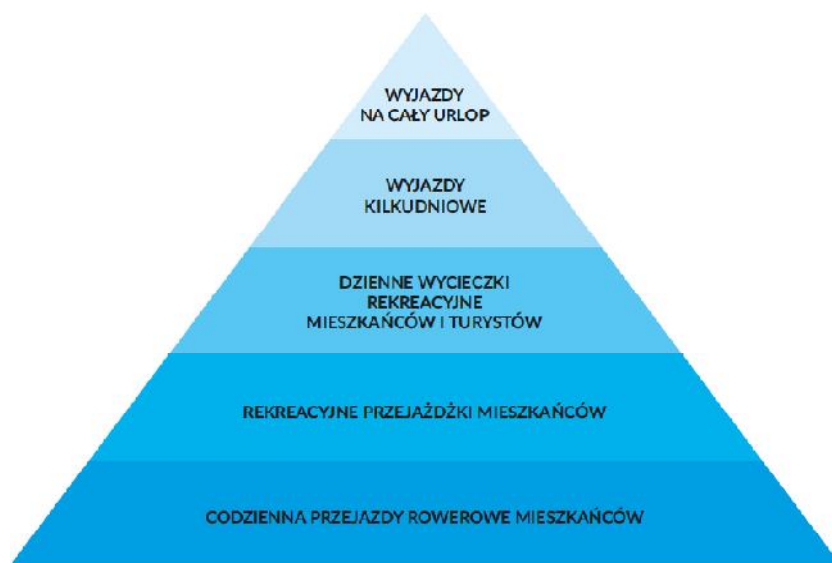 WYJAZDY
NA CAŁY URLOP
WYJAZDY
KILKUDNIOWE
DZIENNE WYCIECZKI
REKREACYJNE
MIESZKAŃCÓW I TURYSTÓW
REKREACYJNE PRZEJAŻDŻKI MIESZKAŃCÓW
CODZIENNA PRZEJAZDY ROWEROWE MIESZKAŃCÓW